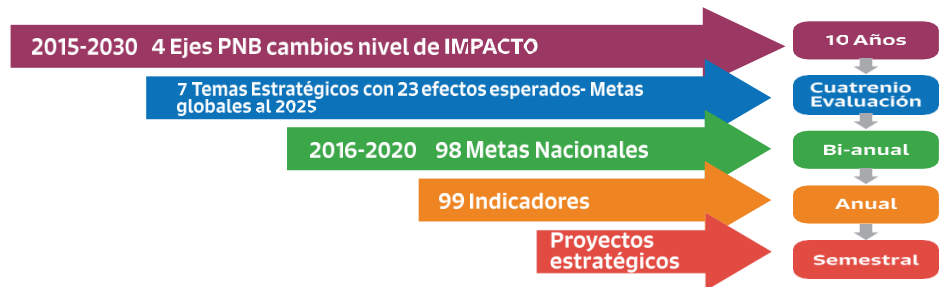 2015-2030 4 Ejes PNB cambios nivel de IMPACTO
10 Años
7 Temas Estratégicos con 23 efectos esperados- Metas
globales al 2025
Cuatrenio
Evaluación
2016-2020 98 Metas Nacionales
Bi-anual
99 Indicadores
Anual
Proyectos
estratégicos
Semestral